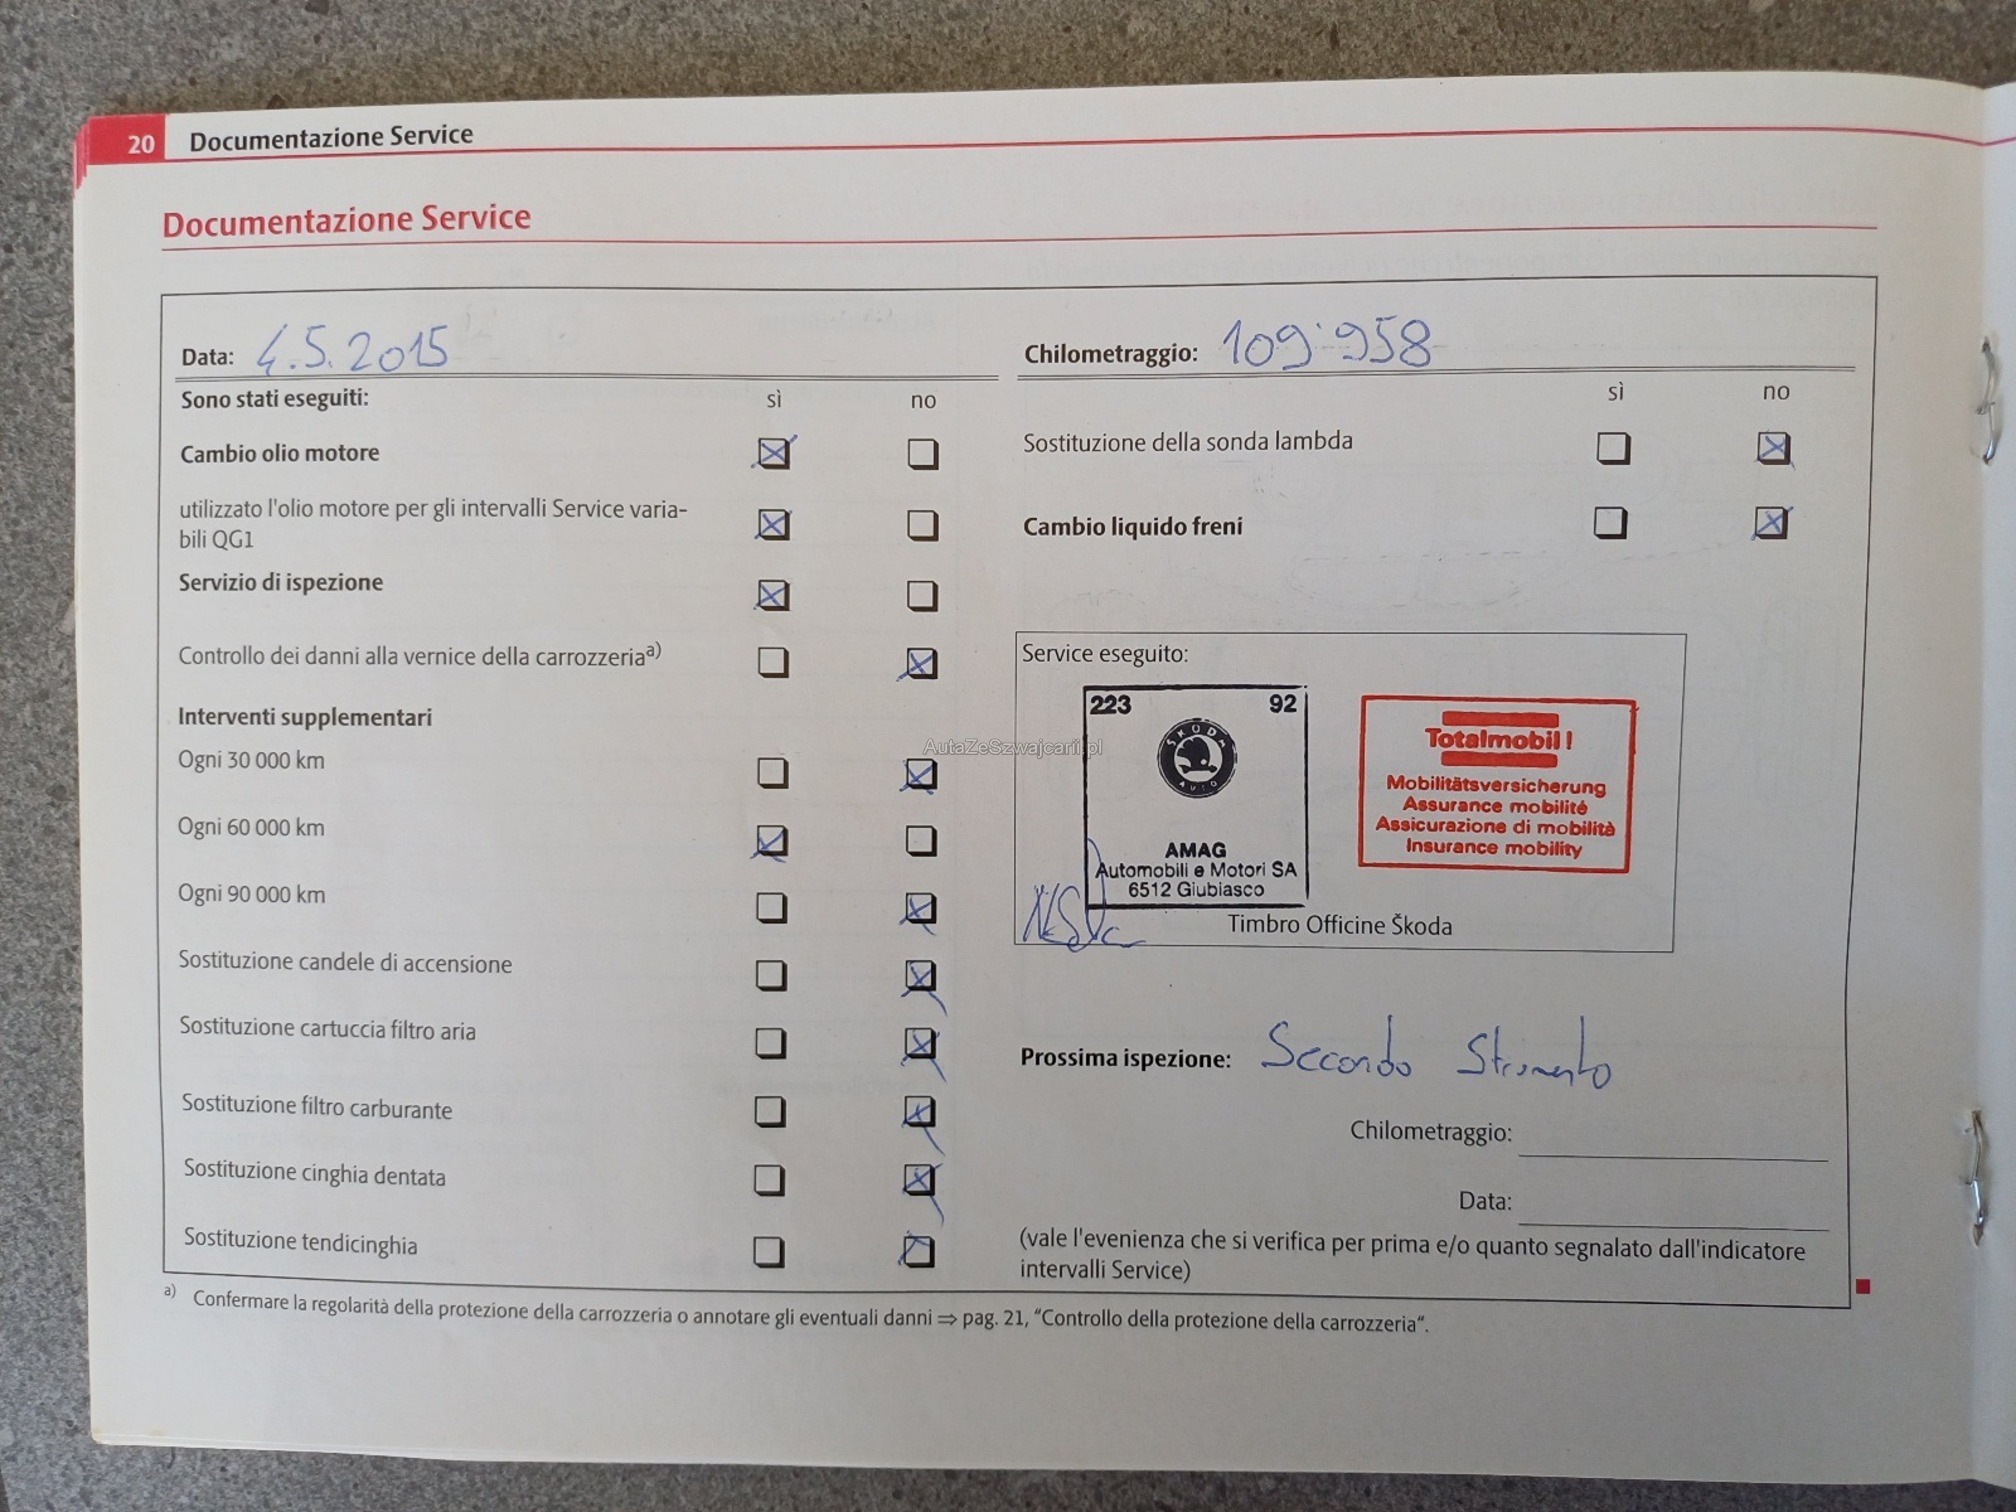 20 Documentazione Service
Documentazione Service
Data: 4.5.2015
Sono stati eseguiti: sì no
Cambio olio motore
utilizzato l'olio motore per gli intervalli Service varia-
bili QG1
Servizio di ispezione
Controllo dei danni alla vernice della carrozzeria a)
Interventi supplementari
Ogni 30 000 km
Ogni 60 000 km
Ogni 90 000 km
Sostituzione candele di accensione
Sostituzione cartuccia filtro aria
Sostituzione filtro carburante
Sostituzione cinghia dentata
Sostituzione tendicinghia
Chilometraggio: 109'958
sì no
Sostituzione della sonda lambda
Cambio liquido freni
Service eseguito:
223 92
ŠKODA
AUTO
AMAG
Automobili e Motori SA
6512 Giubiasco
Totalmobil!
Mobilitätsversicherung
Assurance mobilité
Assicurazione di mobilità
Insurance mobility
Timbro Officine Škoda
Prossima ispezione: Secondo Strumento
Chilometraggio:
Data:
(vale l'evenienza che si verifica per prima e/o quanto segnalato dall'indicatore
intervalli Service)
a) Confermare la regolarità della protezione della carrozzeria o annotare gli eventuali danni ⇒ pag. 21, "Controllo della protezione della carrozzeria".
AutaZeSzwajcarii.pl